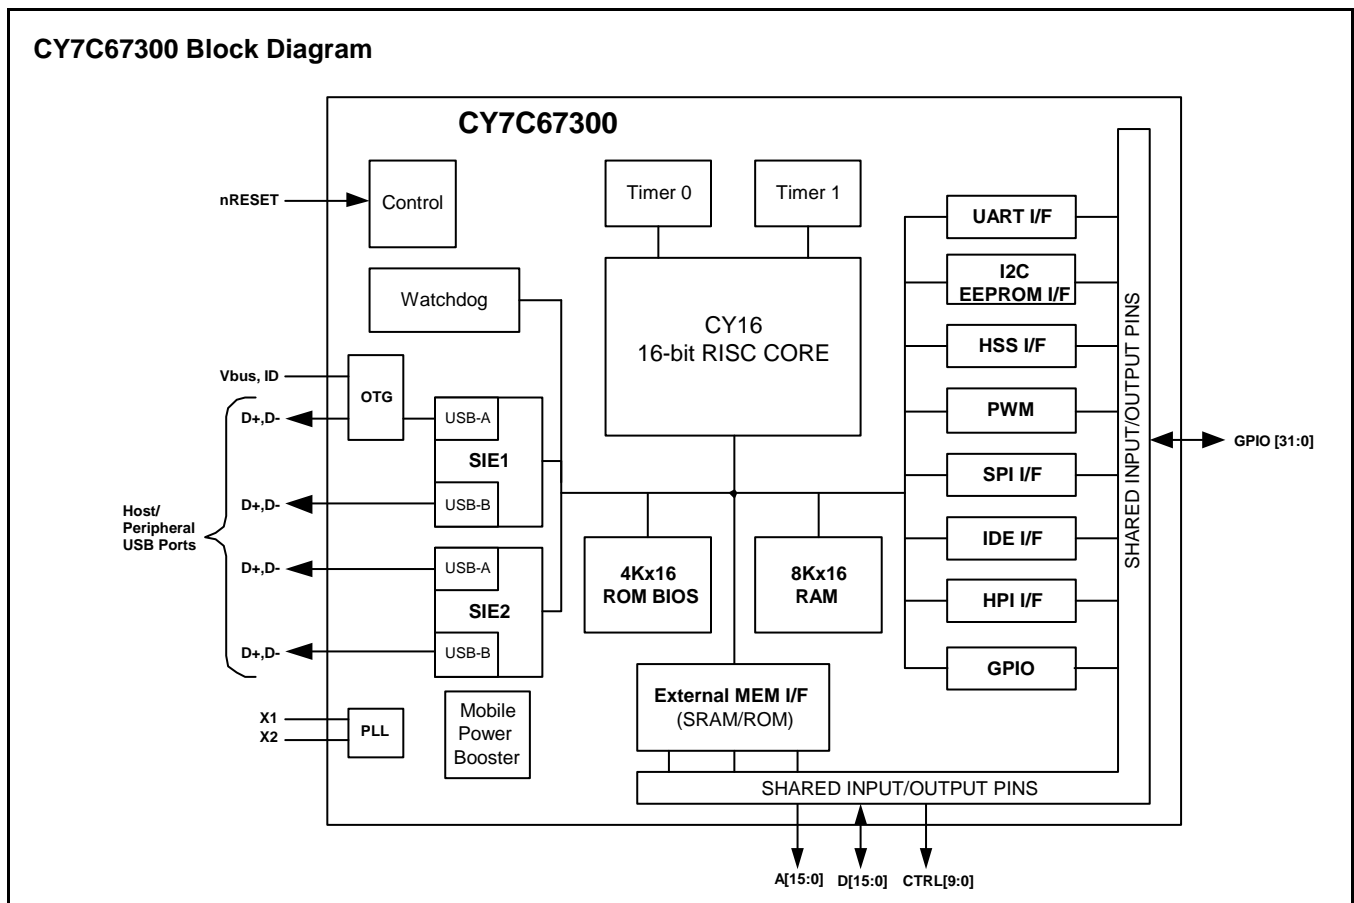 CY7C67300 Block Diagram
CY7C67300
nRESET
Control
Timer 0
Timer 1
Watchdog
CY16
16-bit RISC CORE
Vbus, ID
OTG
D+,D-
USB-A
SIE1
D+,D-
USB-B
Host/
Peripheral
USB Ports
D+,D-
USB-A
SIE2
D+,D-
USB-B
X1
X2
PLL
Mobile
Power
Booster
4Kx16
ROM BIOS
8Kx16
RAM
External MEM I/F
(SRAM/ROM)
UART I/F
I2C
EEPROM I/F
HSS I/F
PWM
SPI I/F
IDE I/F
HPI I/F
GPIO
SHARED INPUT/OUTPUT PINS
GPIO [31:0]
SHARED INPUT/OUTPUT PINS
A[15:0]
D[15:0]
CTRL[9:0]